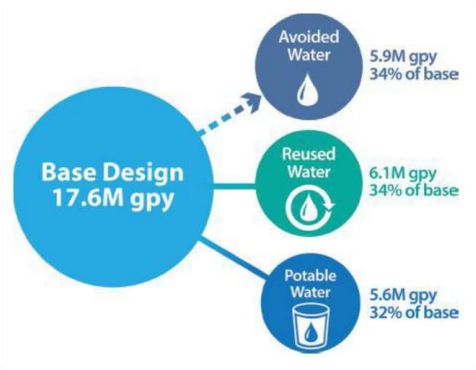 Avoided
Water
5.9M gpy
34% of base
Base Design
17.6M gpy
Reused
Water
6.1M gpy
34% of base
Potable
Water
5.6M gpy
32% of base